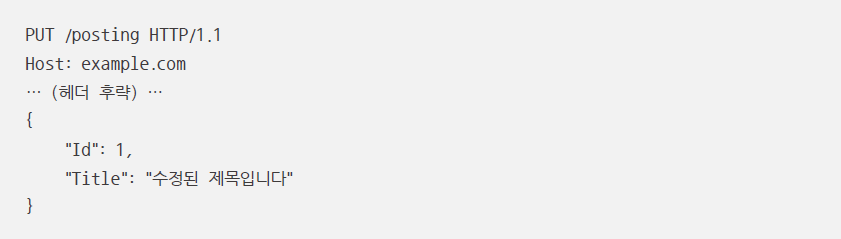 PUT /posting HTTP/1.1
Host: example.com
… (헤더 후략) …
{
    "Id": 1,
    "Title": "수정된 제목입니다"
}